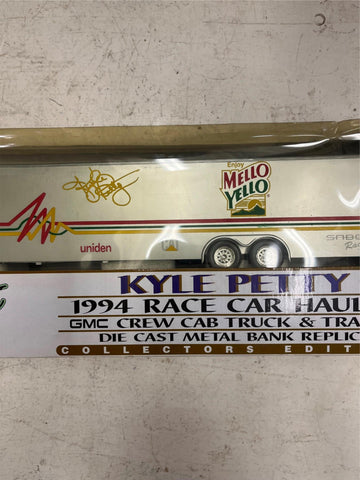 Enjoy
MELLO
YELLO
uniden
SABC
Ra
KYLE PETTY
1994 RACE CAR HAUL
GMC CREW CAB TRUCK & TRA
DIE CAST METAL BANK REPLIC
COLLECTORS EDIT